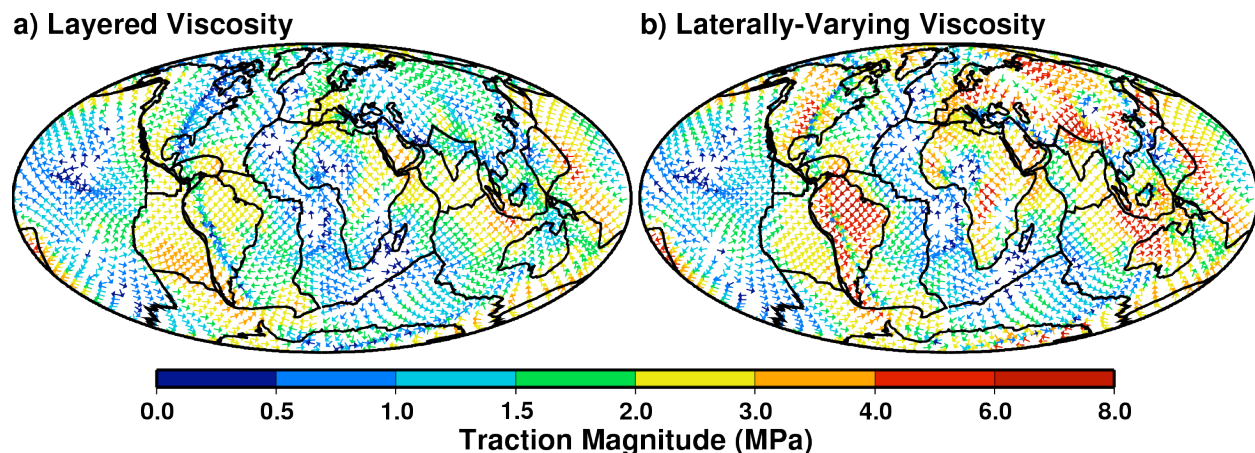 a) Layered Viscosity
b) Laterally-Varying Viscosity
0.0 0.5 1.0 1.5 2.0 3.0 4.0 6.0 8.0
Traction Magnitude (MPa)